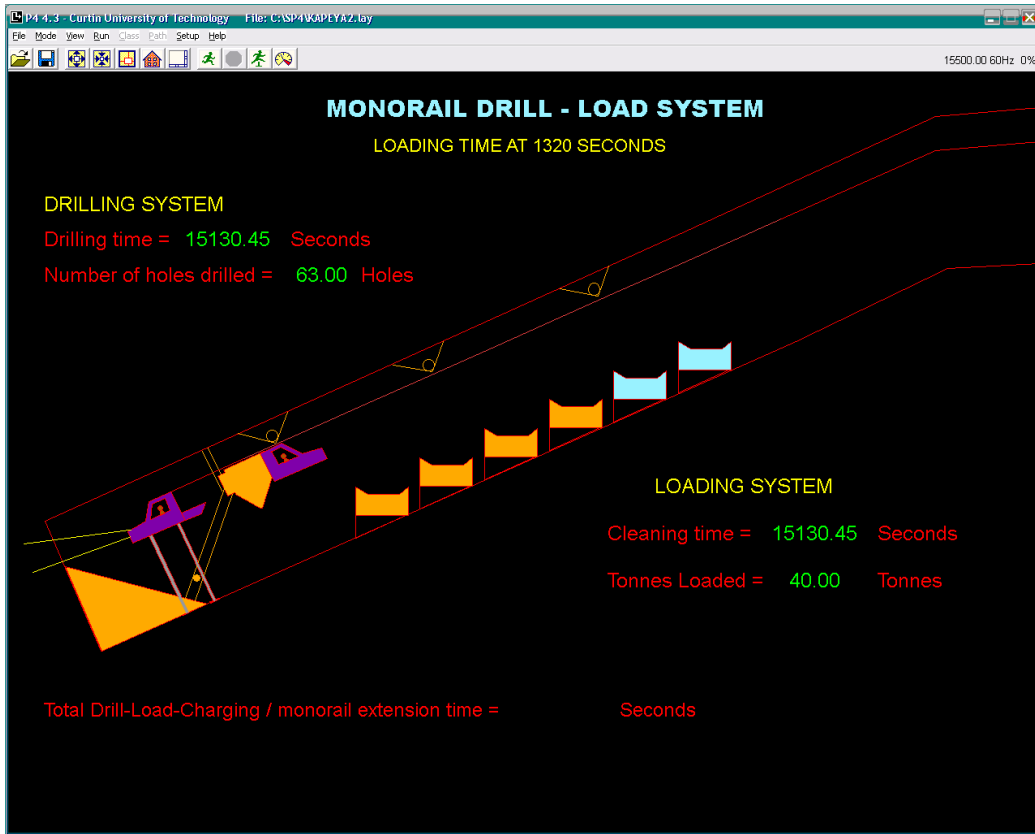 P4 4.3 - Curtin University of Technology File: C:\SP4\KAPEYA2.lay
File Mode View Run Class Path Setup Help
15500.00 60Hz 0%
MONORAIL DRILL - LOAD SYSTEM
LOADING TIME AT 1320 SECONDS
DRILLING SYSTEM
Drilling time = 15130.45 Seconds
Number of holes drilled = 63.00 Holes
LOADING SYSTEM
Cleaning time = 15130.45 Seconds
Tonnes Loaded = 40.00 Tonnes
Total Drill-Load-Charging / monorail extension time = Seconds